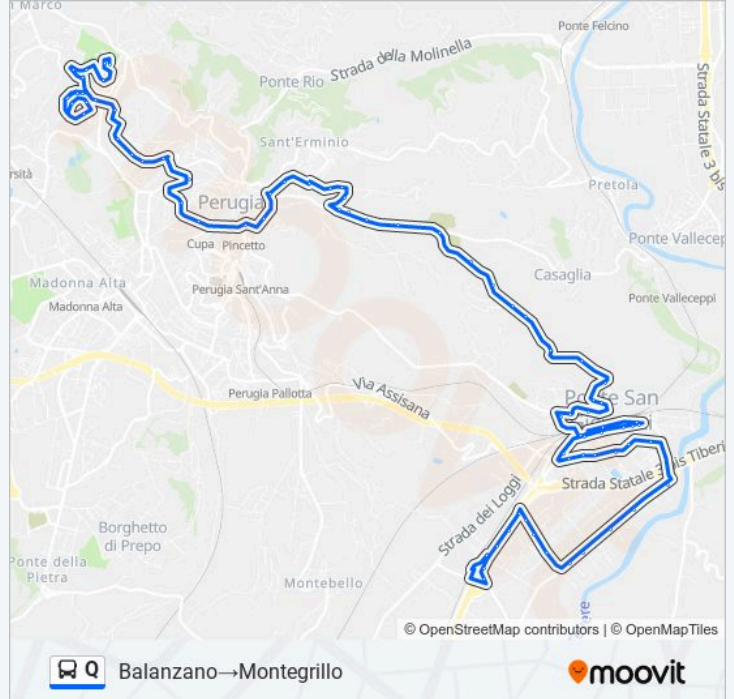 n Marco
Ponte Felcino
Strada della Molinella
Ponte Rio
Strada Statale 3 bis
Sant'Erminio
rsità
Pretola
Perugia
Ponte Vallecep
Cupa
Pincetto
Casaglia
Madonna Alta
Perugia Sant'Anna
Ponte Valleceppi
Madonna Alta
Perugia Pallotta
Via Assisana
Ponte San
Strada Statale 3 bis Tiberi
Strada dei Loggi
Borghetto
di Prepo
Ponte della
Pietra
Montebello
ere
© OpenStreetMap contributors | © OpenMapTiles
Q Balanzano→Montegrillo
moovit